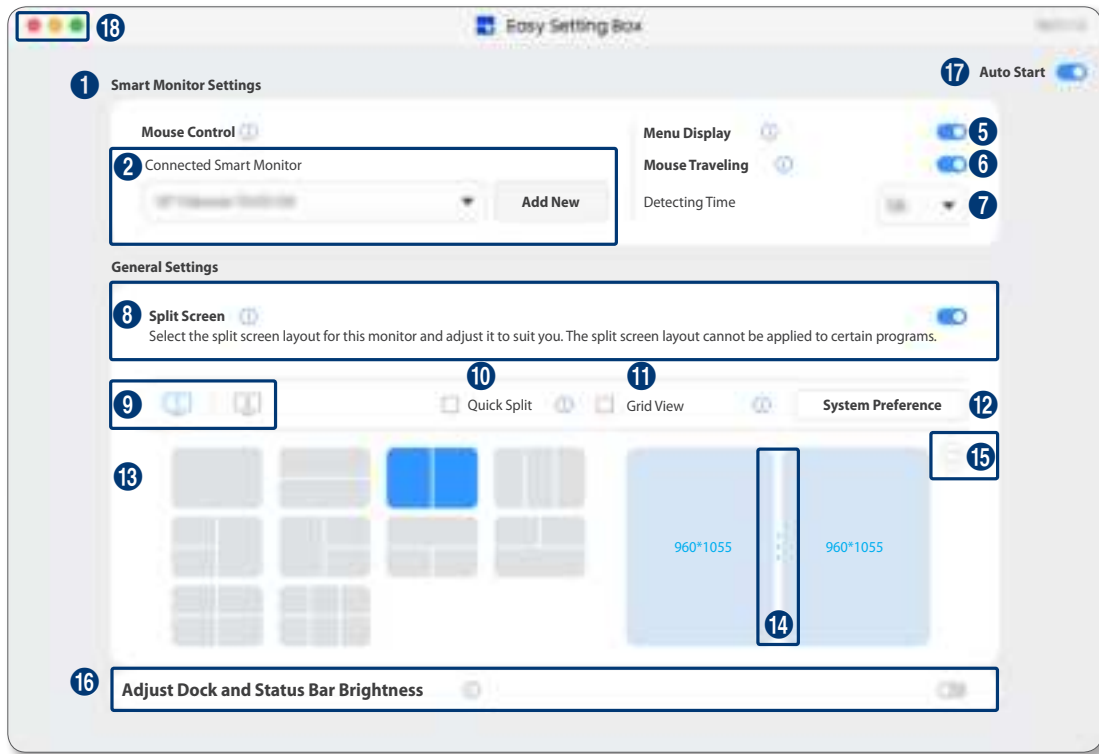 18
Easy Setting Box
17 Auto Start
1 Smart Monitor Settings
Mouse Control
2 Connected Smart Monitor
Add New
Menu Display 5
Mouse Traveling 6
Detecting Time 7
General Settings
8 Split Screen
Select the split screen layout for this monitor and adjust it to suit you. The split screen layout cannot be applied to certain programs.
9
10
Quick Split
11
Grid View
System Preference 12
13
15
960*1055
960*1055
14
16 Adjust Dock and Status Bar Brightness